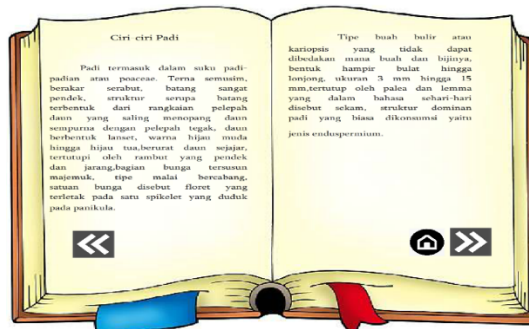 Ciri ciri Padi
Padi termasuk dalam suku padi-
padian atau poaceae. Terna semusim,
berakar serabut, batang sangat
pendek, struktur serupa batang
terbentuk dari rangkaian pelepah
daun yang saling menopang daun
sempurna dengan pelepah tegak, daun
berbentuk lanset, warna hijau muda
hingga hijau tua,berurat daun sejajar,
tertutupi oleh rambut yang pendek
dan jarang,bagian bunga tersusun
majemuk, tipe malai bercabang,
satuan bunga disebut floret yang
terletak pada satu spikelet yang duduk
pada panikula.
Tipe buah bulir atau
kariopsis yang tidak dapat
dibedakan mana buah dan bijinya,
bentuk hampir bulat hingga
lonjong, ukuran 3 mm hingga 15
mm,tertutup oleh palea dan lemma
yang dalam bahasa sehari-hari
disebut sekam, struktur dominan
padi yang biasa dikonsumsi yairu
jenis enduspermium.